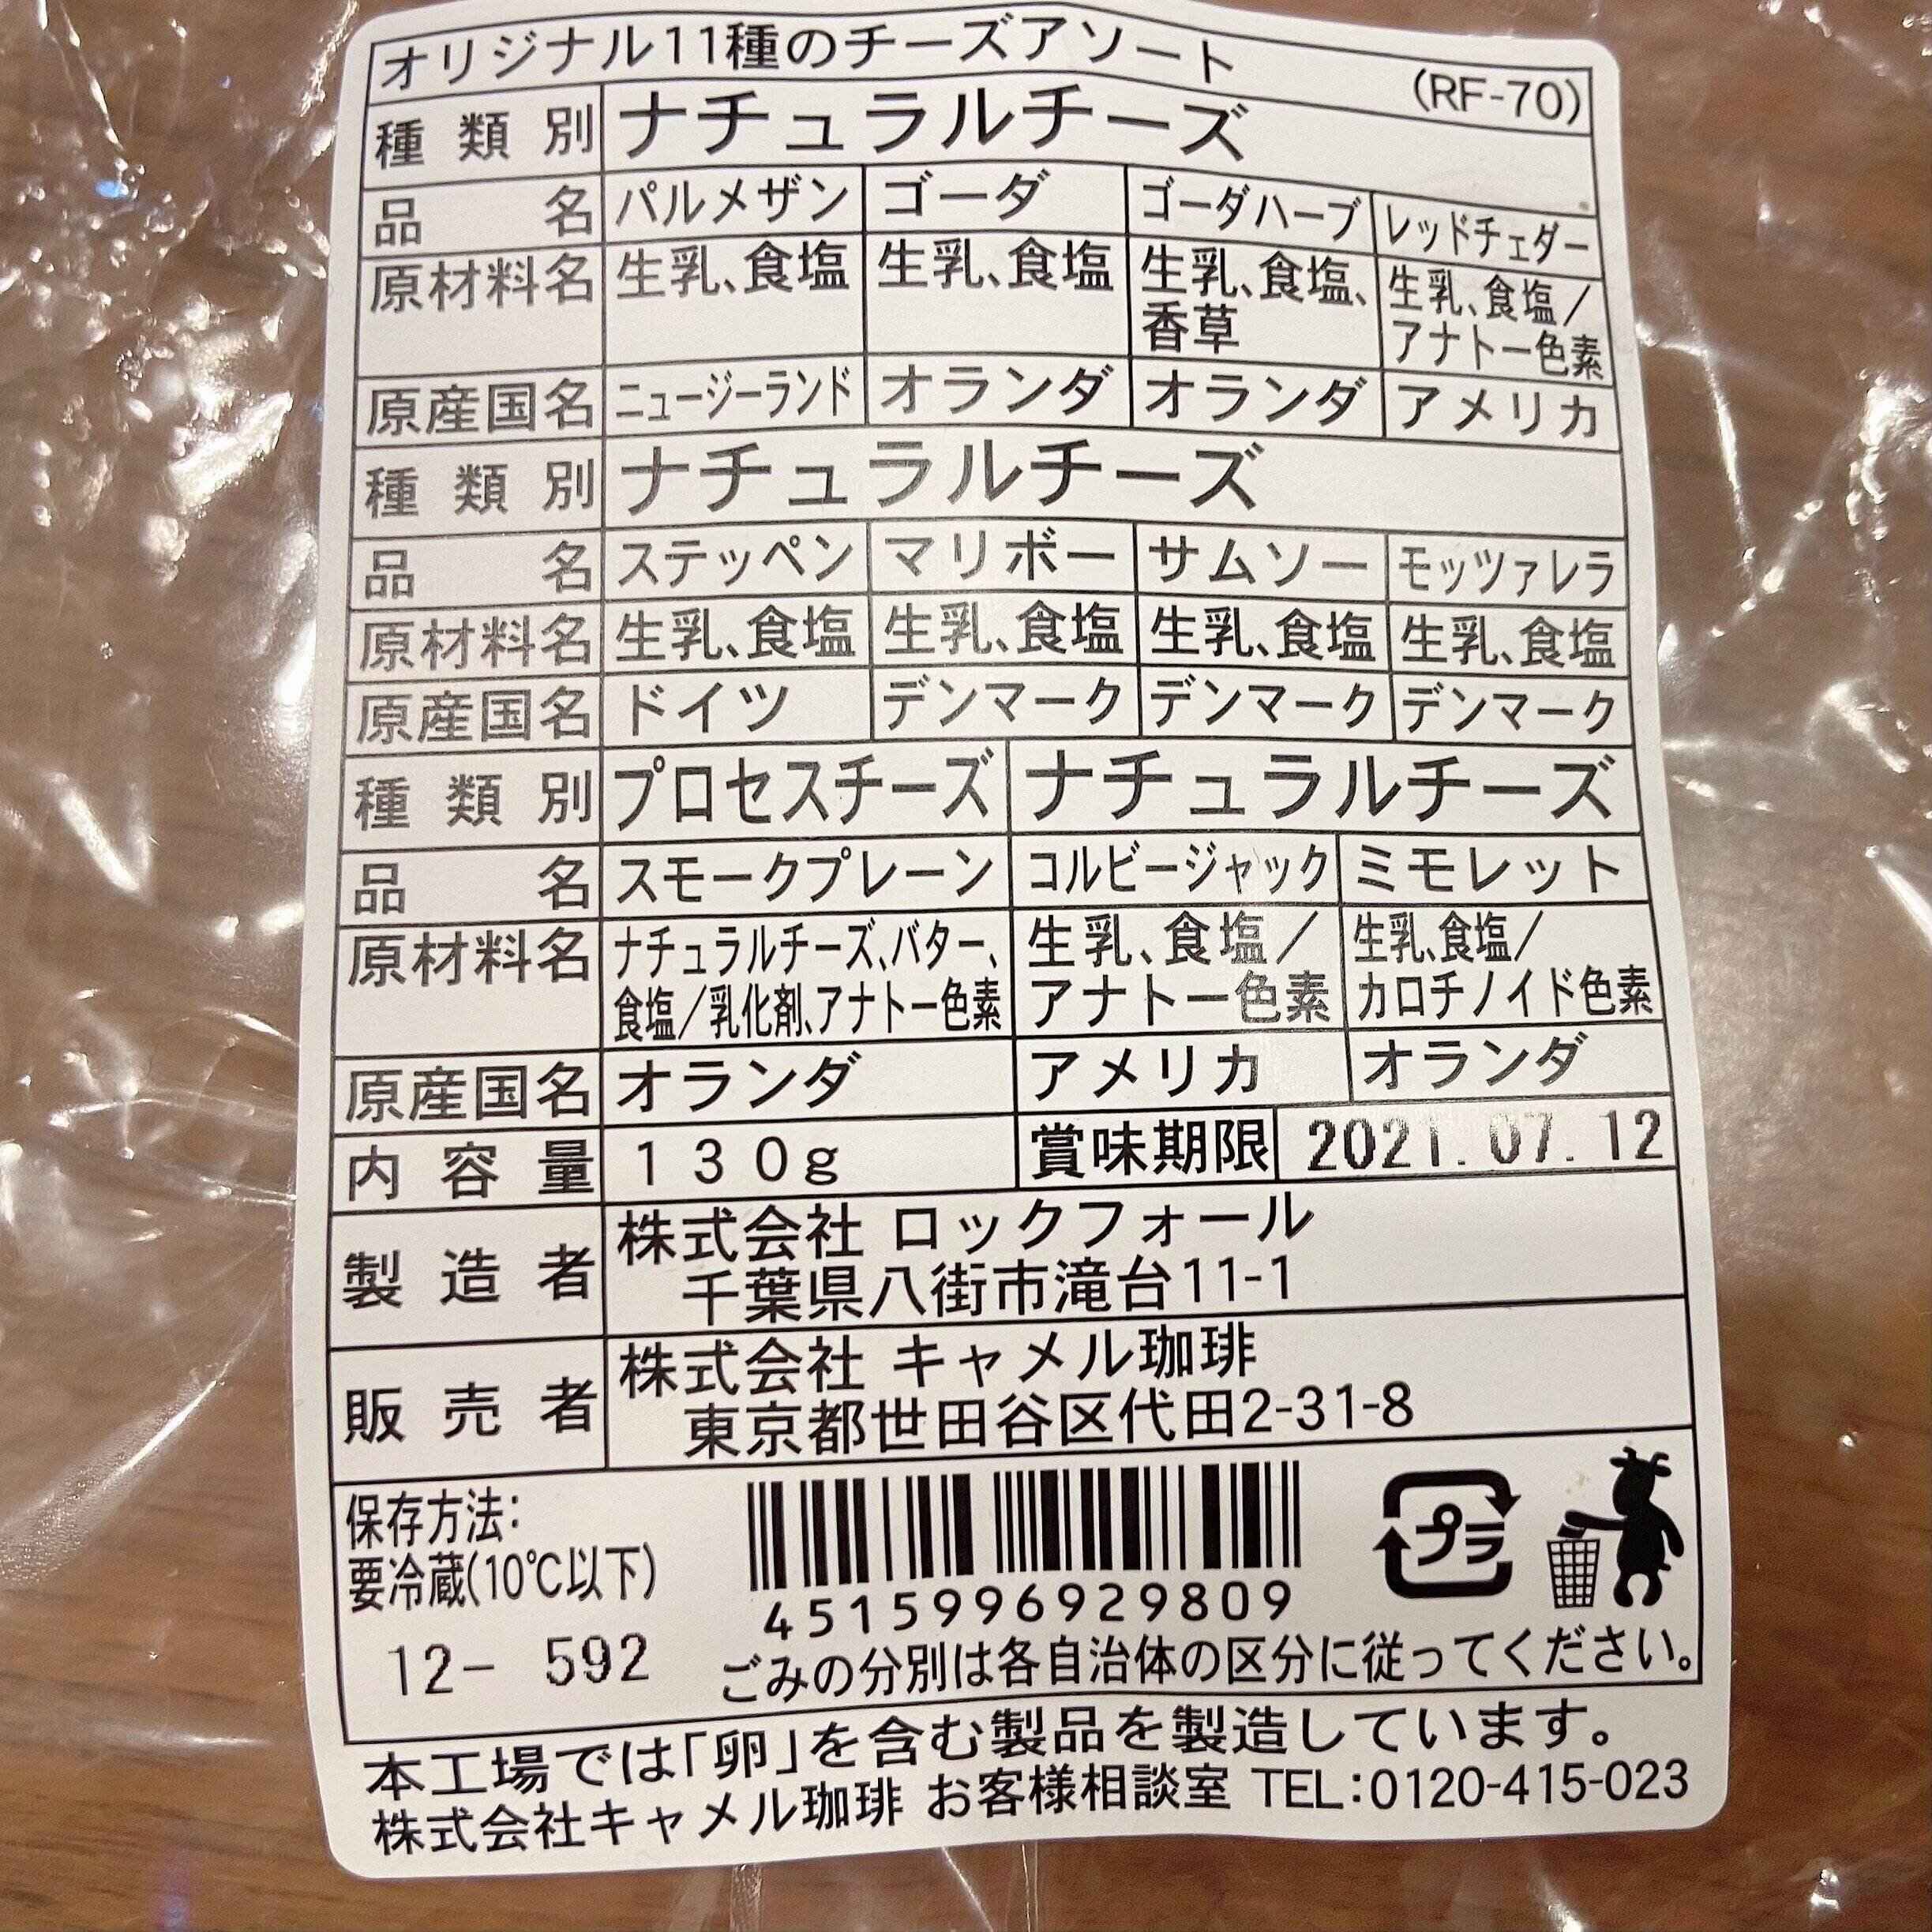 オリジナル11種のチーズアソート (RF-70)
種類別 ナチュラルチーズ
品名 パルメザン ゴーダ ゴーダハーブ レッドチェダー
原材料名 生乳、食塩 生乳、食塩 生乳、食塩、香草 生乳、食塩/アナトー色素
原産国名 ニュージーランド オランダ オランダ アメリカ
種類別 ナチュラルチーズ
品名 ステッペン マリボー サムソー モッツァレラ
原材料名 生乳、食塩 生乳、食塩 生乳、食塩 生乳、食塩
原産国名 ドイツ デンマーク デンマーク デンマーク
種類別 プロセスチーズ ナチュラルチーズ
品名 スモークプレーン コルビージャック ミモレット
原材料名 ナチュラルチーズ、バター、食塩/乳化剤、アナトー色素 生乳、食塩/アナトー色素 生乳、食塩/カロチノイド色素
原産国名 オランダ アメリカ オランダ
内容量 130g 賞味期限 2021.07.12
製造者 株式会社 ロックフォール
千葉県八街市滝台11-1
販売者 株式会社 キャメル珈琲
東京都世田谷区代田2-31-8
保存方法:
要冷蔵(10℃以下)
12- 592
4515996929809
プラ
ごみの分別は各自治体の区分に従ってください。
本工場では「卵」を含む製品を製造しています。
株式会社キャメル珈琲 お客様相談室 TEL:0120-415-023